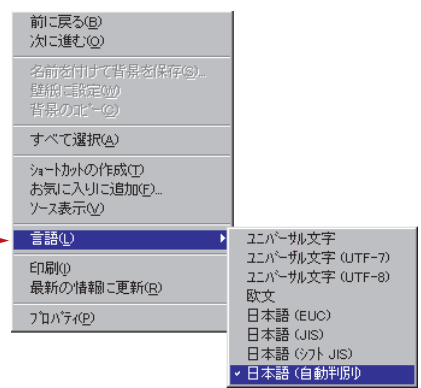 前に戻る(B)
次に進む(O)
名前を付けて背景を保存(S)...
壁紙に設定(W)
背景のコピー(C)
すべて選択(A)
ショートカットの作成(T)
お気に入りに追加(F)...
ソース表示(V)
言語(L)
印刷(I)
最新の情報に更新(R)
プロパティ(P)
ユニバーサル文字
ユニバーサル文字 (UTF-7)
ユニバーサル文字 (UTF-8)
欧文
日本語 (EUC)
日本語 (JIS)
日本語 (シフト JIS)
日本語 (自動判別)